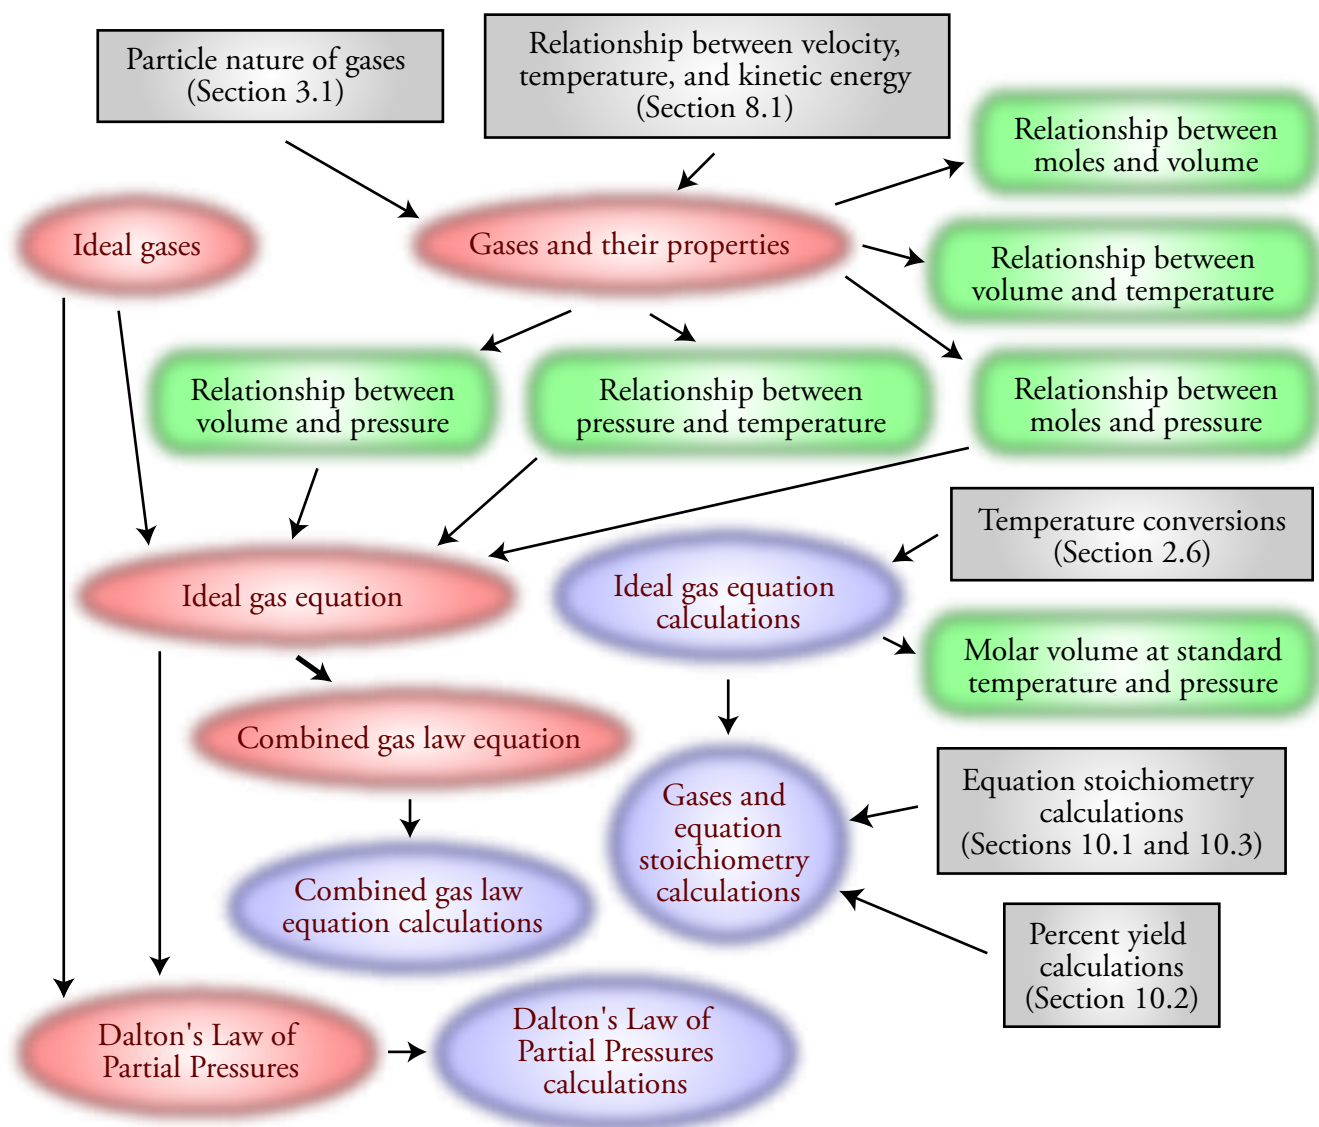 Particle nature of gases
(Section 3.1)
Relationship between velocity,
temperature, and kinetic energy
(Section 8.1)
Relationship between
moles and volume
Ideal gases
Gases and their properties
Relationship between
volume and temperature
Relationship between
volume and pressure
Relationship between
pressure and temperature
Relationship between
moles and pressure
Temperature conversions
(Section 2.6)
Ideal gas equation
Ideal gas equation
calculations
Molar volume at standard
temperature and pressure
Combined gas law equation
Gases and
equation
stoichiometry
calculations
Equation stoichiometry
calculations
(Sections 10.1 and 10.3)
Combined gas law
equation calculations
Percent yield
calculations
(Section 10.2)
Dalton's Law of
Partial Pressures
Dalton's Law of
Partial Pressures
calculations